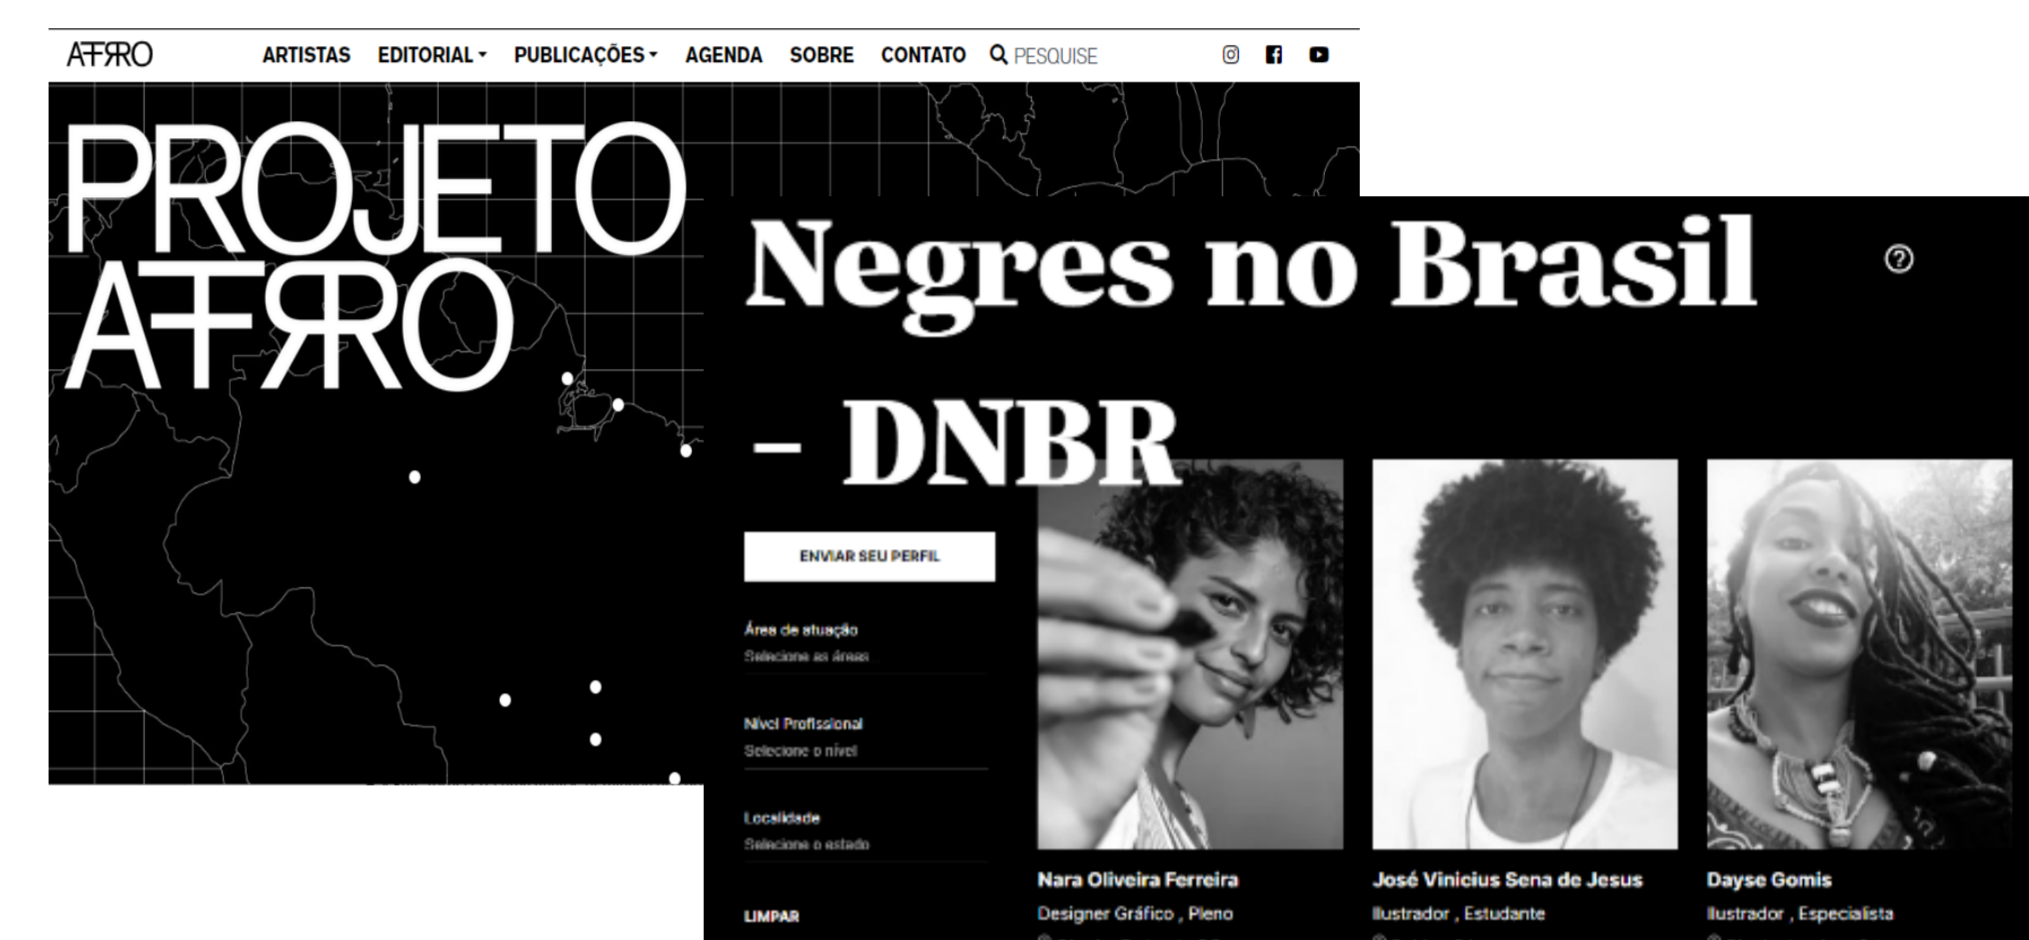 AFRO
ARTISTAS EDITORIAL PUBLICAÇÕES AGENDA SOBRE CONTATO PESQUISE
PROJETO
AFRO
Negres no Brasil
– DNBR
ENVIAR SEU PERFIL
Área de atuação
Selecione as áreas
Nível Profissional
Selecione o nível
Localidade
Selecione o estado
LIMPAR
Nara Oliveira Ferreira
Designer Gráfico , Pleno
José Vinicius Sena de Jesus
Ilustrador , Estudante
Dayse Gomis
Ilustrador , Especialista